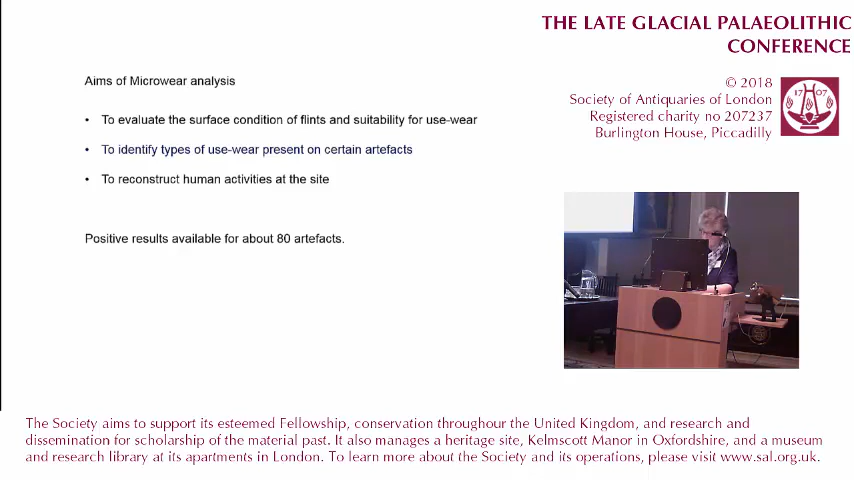 THE LATE GLACIAL PALAEOLITHIC
CONFERENCE
© 2018
Society of Antiquaries of London
Registered charity no 207237
Burlington House, Piccadilly
17 07
Aims of Microwear analysis
• To evaluate the surface condition of flints and suitability for use-wear
• To identify types of use-wear present on certain artefacts
• To reconstruct human activities at the site
Positive results available for about 80 artefacts.
The Society aims to support its esteemed Fellowship, conservation throughour the United Kingdom, and research and
dissemination for scholarship of the material past. It also manages a heritage site, Kelmscott Manor in Oxfordshire, and a museum
and research library at its apartments in London. To learn more about the Society and its operations, please visit www.sal.org.uk.